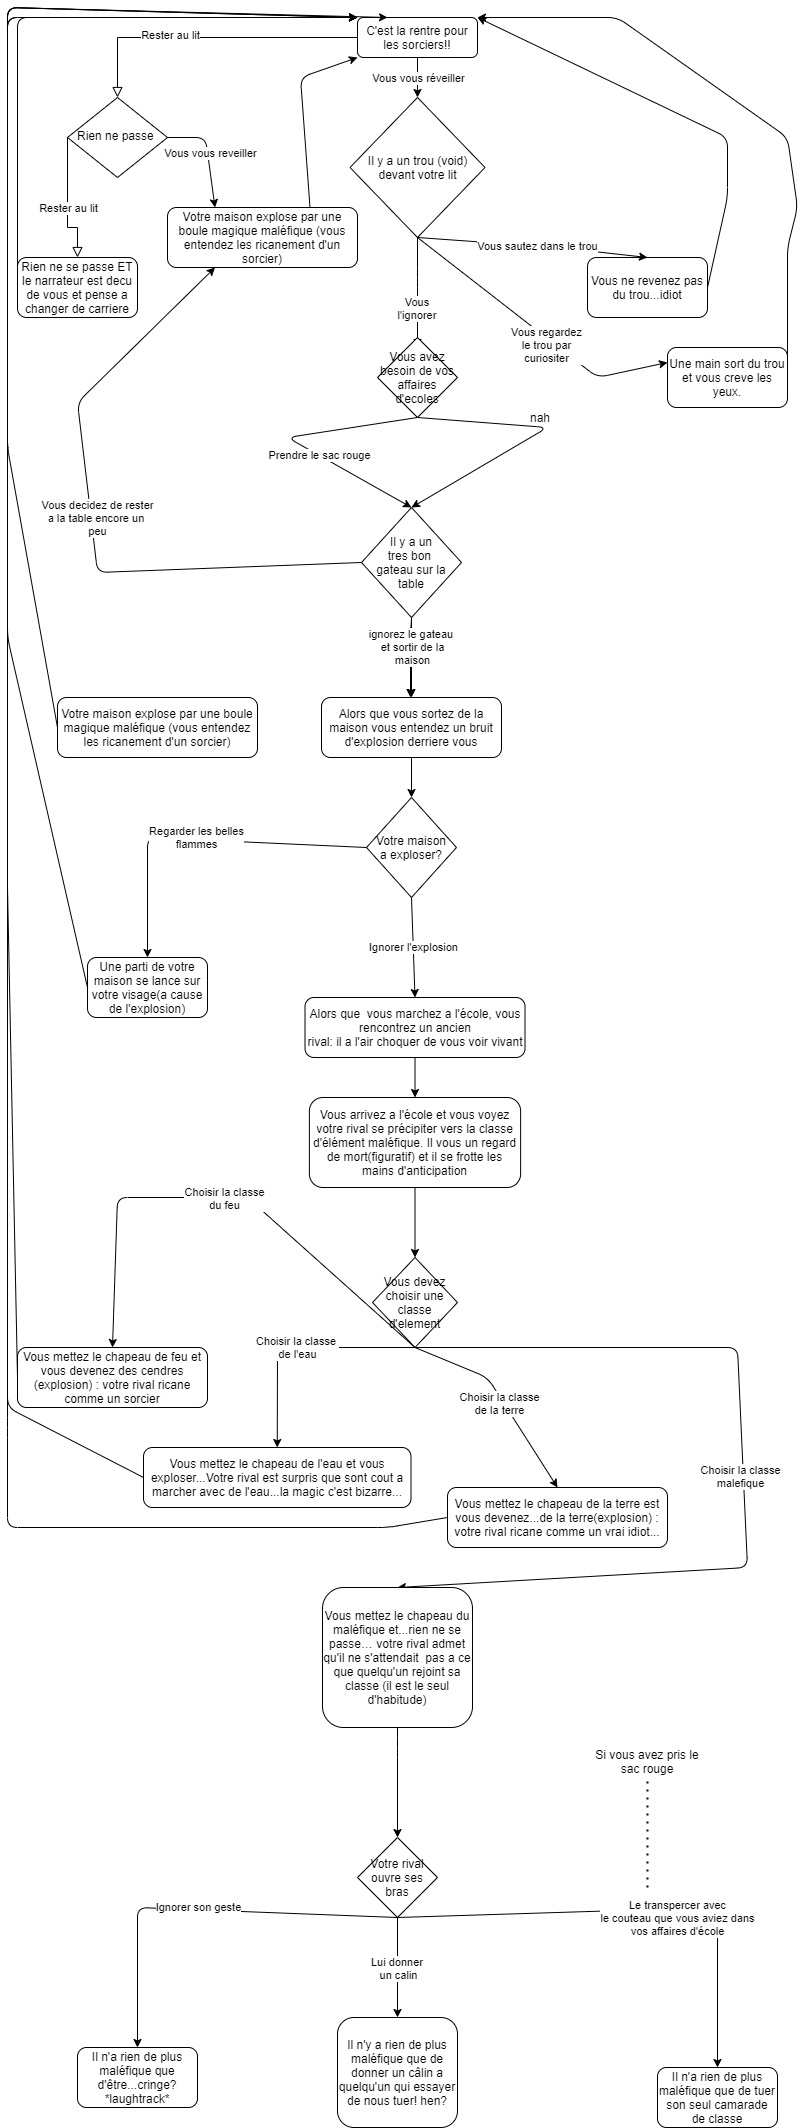 C'est la rentre pour
les sorciers!!
Rester au lit
Vous vous réveiller
Rien ne passe
Vous vous reveiller
Il y a un trou (void)
devant votre lit
Rester au lit
Votre maison explose par une
boule magique maléfique (vous
entendez les ricanement d'un
sorcier)
Vous sautez dans le trou
Rien ne se passe ET
le narrateur est decu
de vous et pense a
changer de carriere
Vous ne revenez pas
du trou...idiot
Vous
l'ignorer
Vous regardez
le trou par
curiositer
Vous avez
besoin de vos
affaires
d'ecoles
Une main sort du trou
et vous creve les
yeux.
nah
Prendre le sac rouge
Vous decidez de rester
a la table encore un
peu
Il y a un
tres bon
gateau sur la
table
ignorez le gateau
et sortir de la
maison
Votre maison explose par une boule
magique maléfique (vous entendez
les ricanement d'un sorcier)
Alors que vous sortez de la
maison vous entendez un bruit
d'explosion derriere vous
Regarder les belles
flammes
Votre maison
a exploser?
Ignorer l'explosion
Une parti de votre
maison se lance sur
votre visage(a cause
de l'explosion)
Alors que vous marchez a l'école, vous
rencontrez un ancien
rival: il a l'air choquer de vous voir vivant
Vous arrivez a l'école et vous voyez
votre rival se précipiter vers la classe
d'élément maléfique. Il vous un regard
de mort(figuratif) et il se frotte les
mains d'anticipation
Choisir la classe
du feu
Vous devez
choisir une
classe
d'element
Choisir la classe
de l'eau
Vous mettez le chapeau de feu et
vous devenez des cendres
(explosion) : votre rival ricane
comme un sorcier
Choisir la classe
de la terre
Choisir la classe
malefique
Vous mettez le chapeau de l'eau et vous
exploser...Votre rival est surpris que sont cout a
marcher avec de l'eau...la magic c'est bizarre...
Vous mettez le chapeau de la terre est
vous devenez...de la terre(explosion) :
votre rival ricane comme un vrai idiot...
Vous mettez le chapeau du
maléfique et...rien ne se
passe... votre rival admet
qu'il ne s'attendait pas a ce
que quelqu'un rejoint sa
classe (il est le seul
d'habitude)
Si vous avez pris le
sac rouge
Votre rival
ouvre ses
bras
Ignorer son geste
Le transpercer avec
le couteau que vous aviez dans
vos affaires d'école
Lui donner
un calin
Il n'a rien de plus
maléfique que
d'être...cringe?
*laughtrack*
Il n'y a rien de plus
maléfique que de
donner un câlin a
quelqu'un qui essayer
de nous tuer! hen?
Il n'a rien de plus
maléfique que de tuer
son seul camarade
de classe